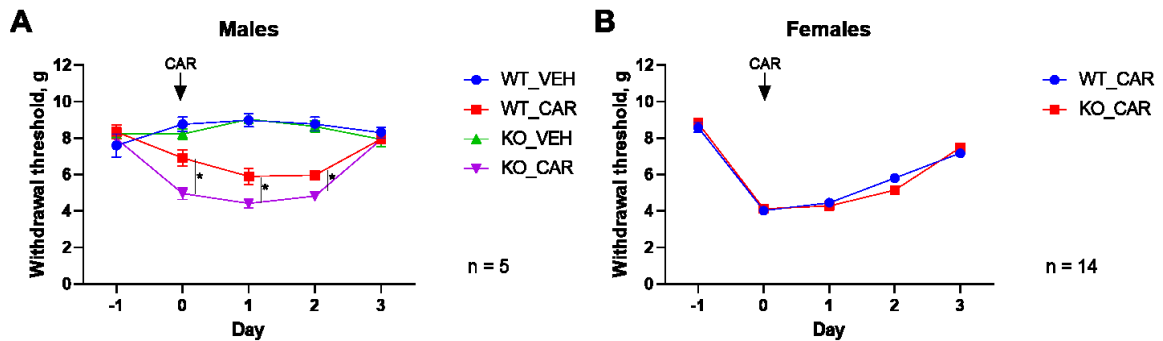 A
Males
CAR
Withdrawal threshold, g
12
10
8
6
4
2
0
*
*
*
-1
0
1
2
3
Day
WT_VEH
WT_CAR
KO_VEH
KO_CAR
n = 5
B
Females
CAR
Withdrawal threshold, g
12
10
8
6
4
2
0
-1
0
1
2
3
Day
WT_CAR
KO_CAR
n = 14